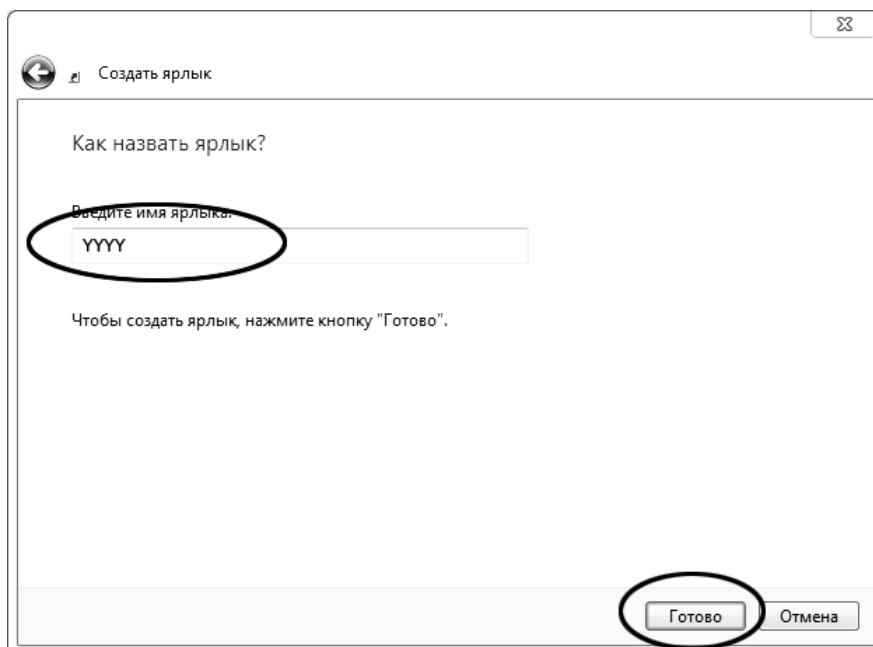 Создать ярлык
Как назвать ярлык?
Введите имя ярлыка:
YYYY
Чтобы создать ярлык, нажмите кнопку "Готово".
Готово
Отмена